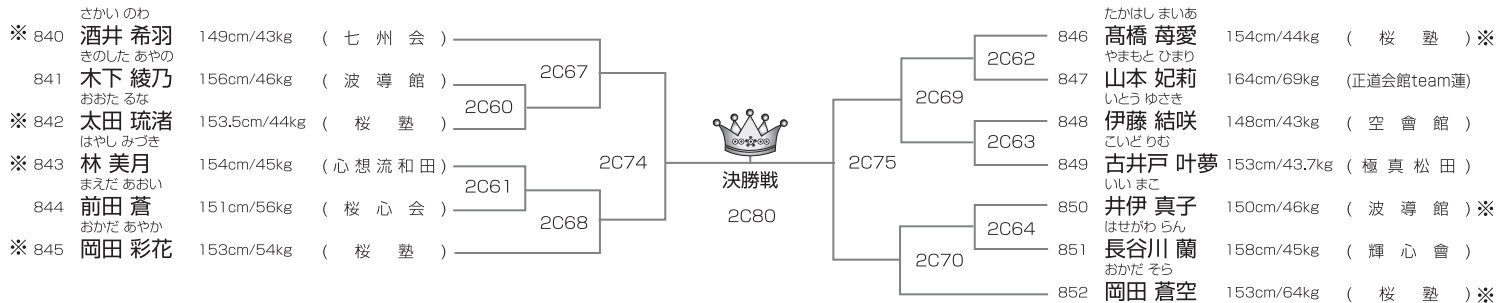 さかい のわ
※ 840 酒井 希羽 149cm/43kg ( 七 州 会 )
きのした あやの
841 木下 綾乃 156cm/46kg ( 波 導 館 )
おおた るな
※ 842 太田 琉渚 153.5cm/44kg ( 桜 塾 )
はやし みづき
※ 843 林 美月 154cm/45kg ( 心 想 流 和 田 )
まえだ あおい
844 前田 蒼 151cm/56kg ( 桜 心 会 )
おかだ あやか
※ 845 岡田 彩花 153cm/54kg ( 桜 塾 )
2C67
2C60
2C61
2C68
2C74
決勝戦
2C80
2C75
2C62
2C69
2C63
2C64
2C70
たかはし まいあ
846 髙橋 苺愛 154cm/44kg ( 桜 塾 ) ※
やまもと ひまり
847 山本 妃莉 164cm/69kg (正道会館team蓮)
いとう ゆさき
848 伊藤 結咲 148cm/43kg ( 空 會 館 )
こいど りむ
849 古井戸 叶夢 153cm/43.7kg ( 極 真 松 田 )
いい まこ
850 井伊 真子 150cm/46kg ( 波 導 館 ) ※
はせがわ らん
851 長谷川 蘭 158cm/45kg ( 輝 心 會 )
おかだ そら
852 岡田 蒼空 153cm/64kg ( 桜 塾 ) ※